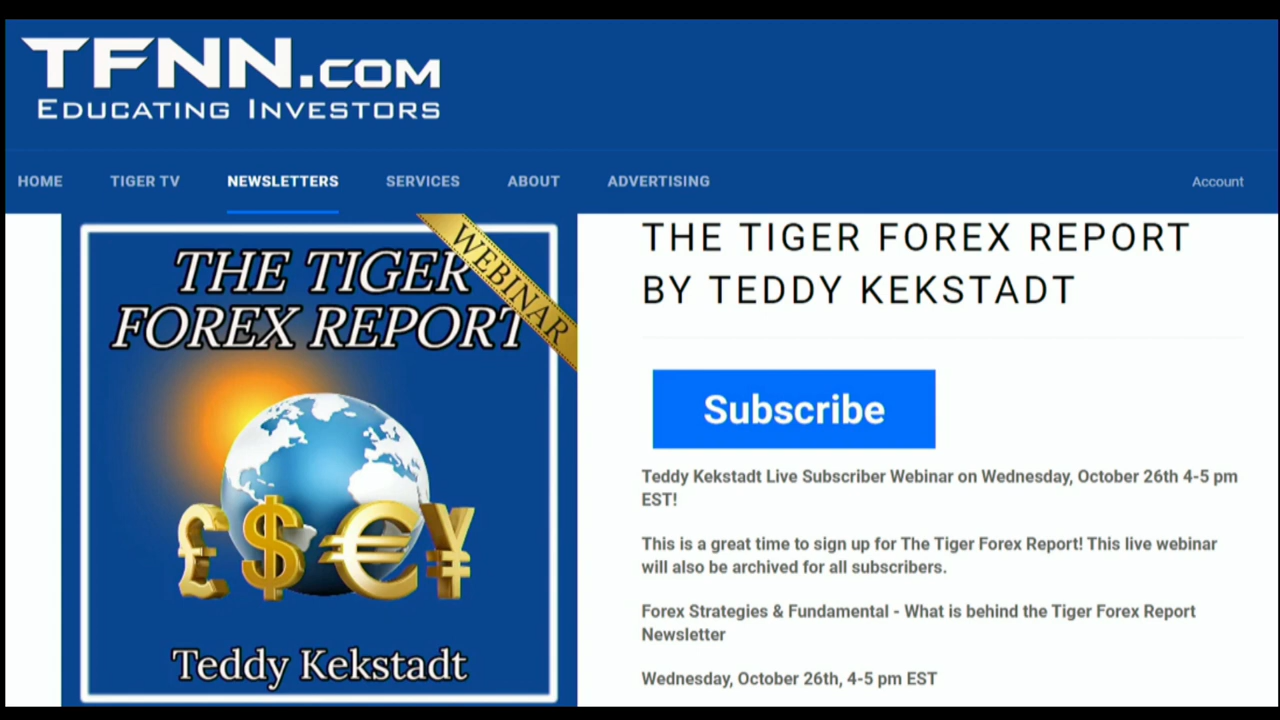 TFNN.COM
EDUCATING INVESTORS
HOME
TIGER TV
NEWSLETTERS
SERVICES
ABOUT
ADVERTISING
Account
THE TIGER
FOREX REPORT
WEBINAR
£$€¥
Teddy Kekstadt
THE TIGER FOREX REPORT
BY TEDDY KEKSTADT
Subscribe
Teddy Kekstadt Live Subscriber Webinar on Wednesday, October 26th 4-5 pm
EST!
This is a great time to sign up for The Tiger Forex Report! This live webinar
will also be archived for all subscribers.
Forex Strategies & Fundamental - What is behind the Tiger Forex Report
Newsletter
Wednesday, October 26th, 4-5 pm EST